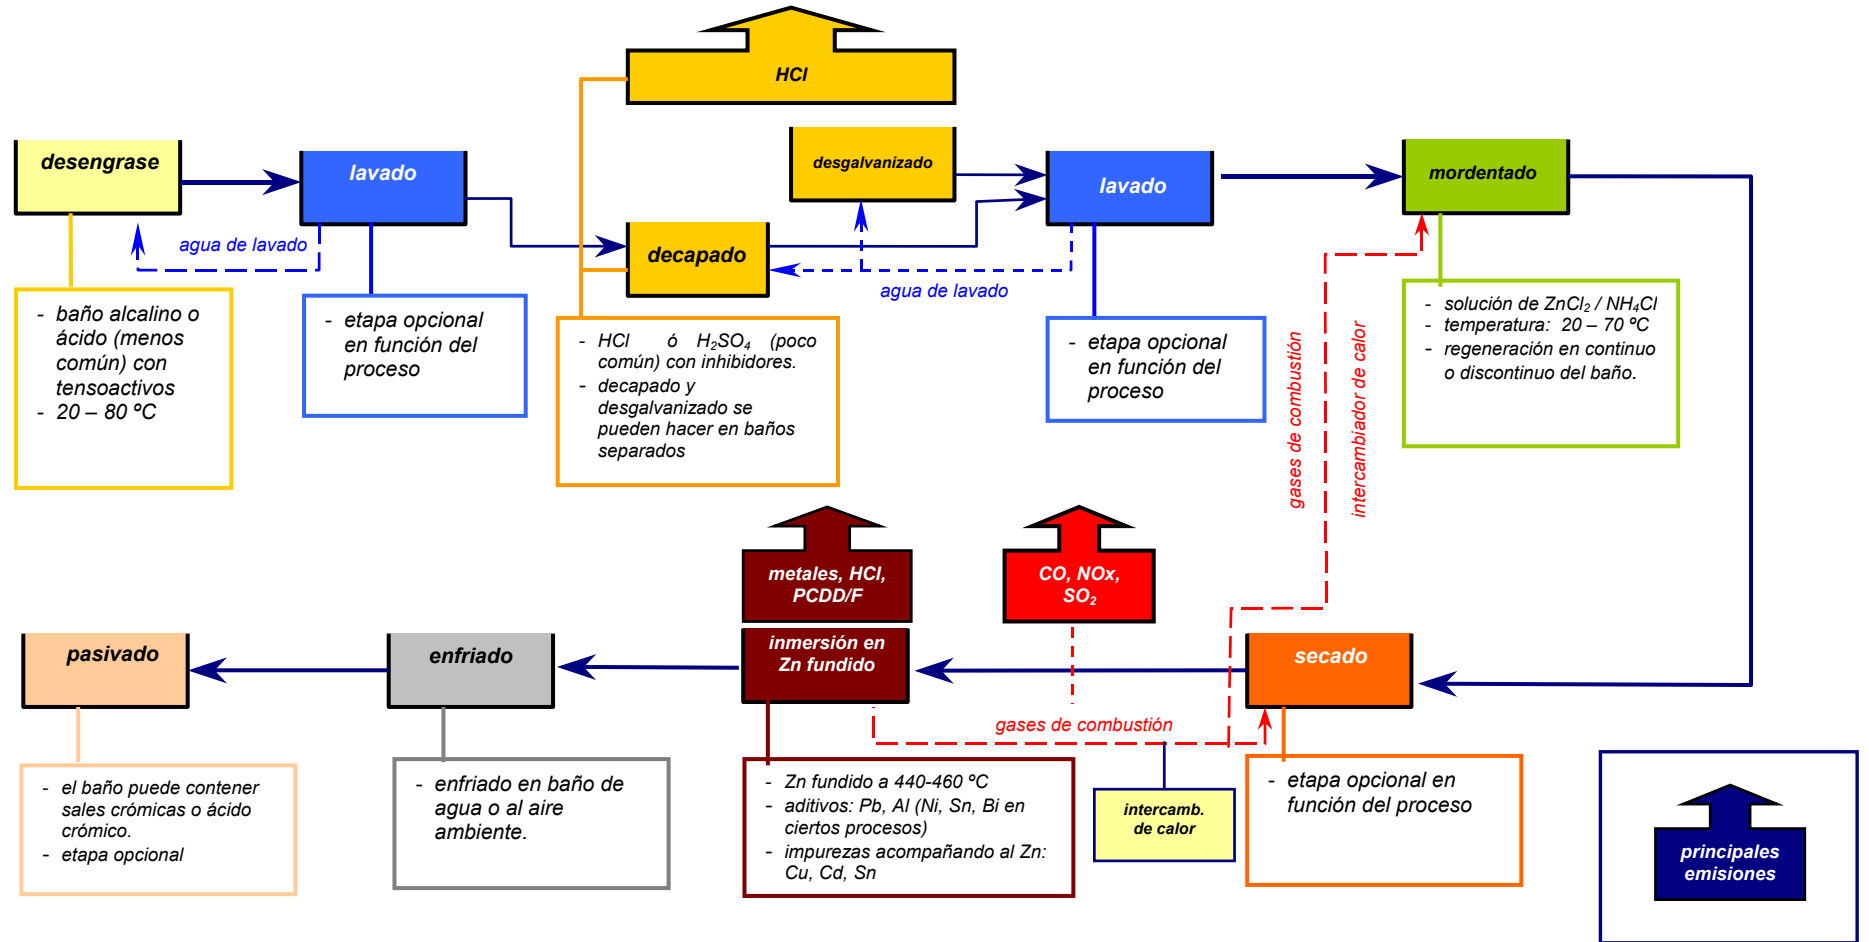 HCl
desengrase
lavado
desgalvanizado
lavado
mordentado
agua de lavado
decapado
agua de lavado
- baño alcalino o
ácido (menos
común) con
tensoactivos
- 20 – 80 ºC
- etapa opcional
en función del
proceso
- HCl ó H₂SO₄ (poco
común) con inhibidores.
- decapado y
desgalvanizado se
pueden hacer en baños
separados
- etapa opcional
en función del
proceso
- solución de ZnCl₂ / NH₄Cl
- temperatura: 20 – 70 ºC
- regeneración en continuo
o discontinuo del baño.
gases de combustión
intercambiador de calor
metales, HCl,
PCDD/F
CO, NOx,
SO₂
pasivado
enfriado
inmersión en
Zn fundido
secado
gases de combustión
- el baño puede contener
sales crómicas o ácido
crómico.
- etapa opcional
- enfriado en baño de
agua o al aire
ambiente.
- Zn fundido a 440-460 ºC
- aditivos: Pb, Al (Ni, Sn, Bi en
ciertos procesos)
- impurezas acompañando al Zn:
Cu, Cd, Sn
intercamb.
de calor
- etapa opcional en
función del proceso
principales
emisiones